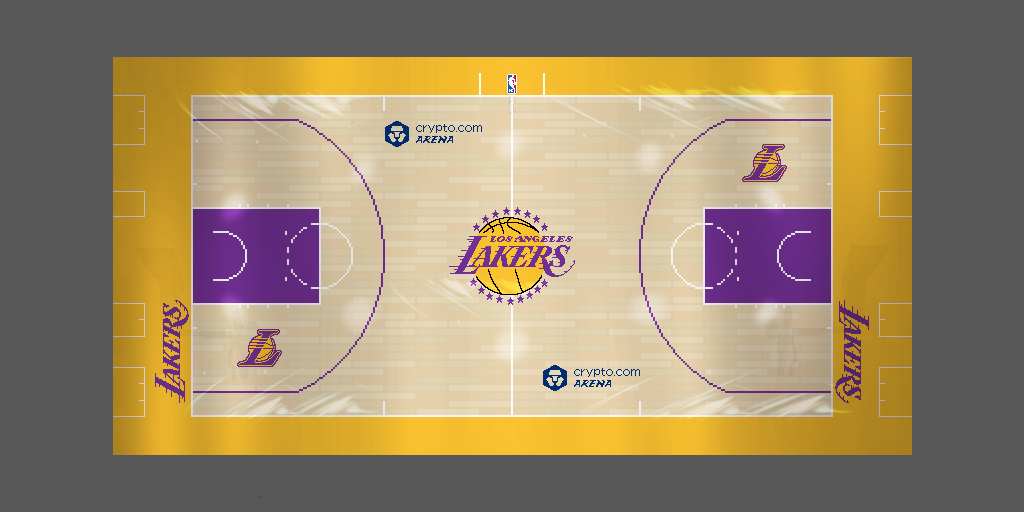 crypto.com
ARENA
LOS ANGELES
LAKERS
L
L
LAKERS
LAKERS
crypto.com
ARENA